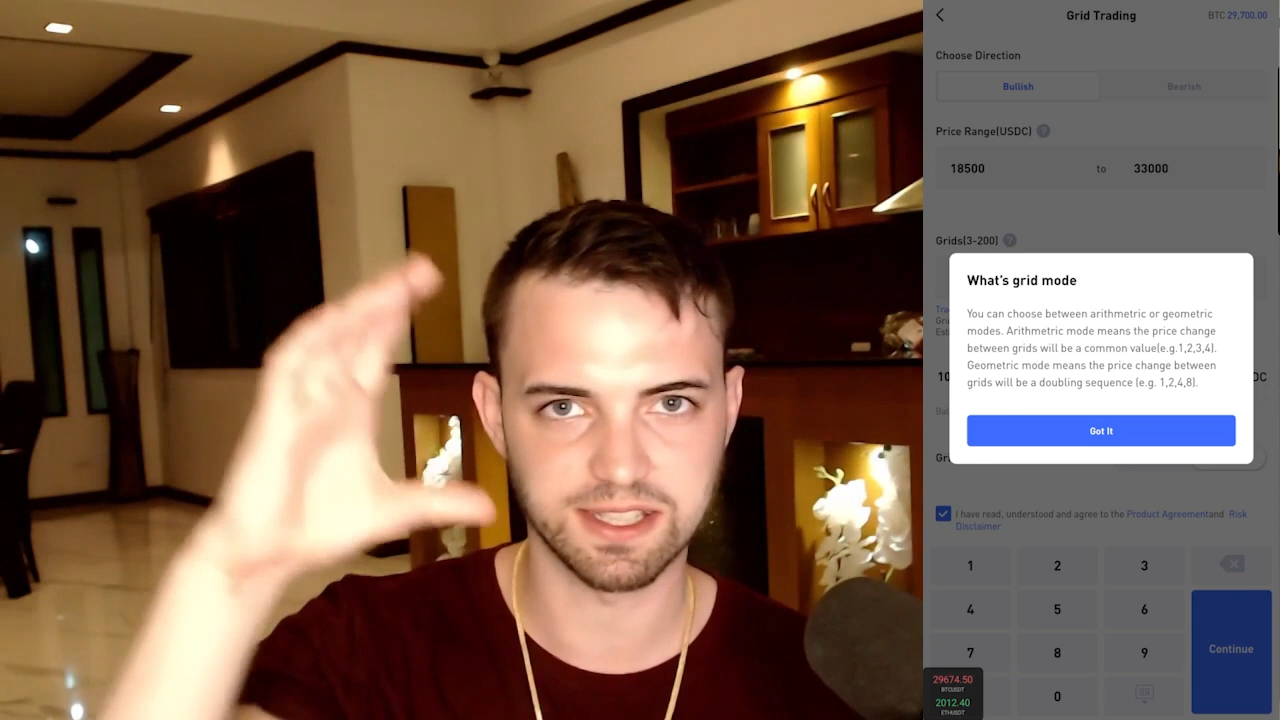 Grid Trading
BTC 29,700.00
Choose Direction
Bullish
Bearish
Price Range(USDC) ?
18500 to 33000
Grids(3-200) ?
What's grid mode
You can choose between arithmetric or geometric
modes. Arithmetric mode means the price change
between grids will be a common value(e.g.1,2,3,4).
Geometric mode means the price change between
grids will be a doubling sequence (e.g. 1,2,4,8).
Got It
I have read, understood and agree to the Product Agreementand Risk
Disclaimer
1 2 3
4 5 6
7 8 9
0
Continue
29674.50
BTCUSDT
2012.40
ETHUSDT